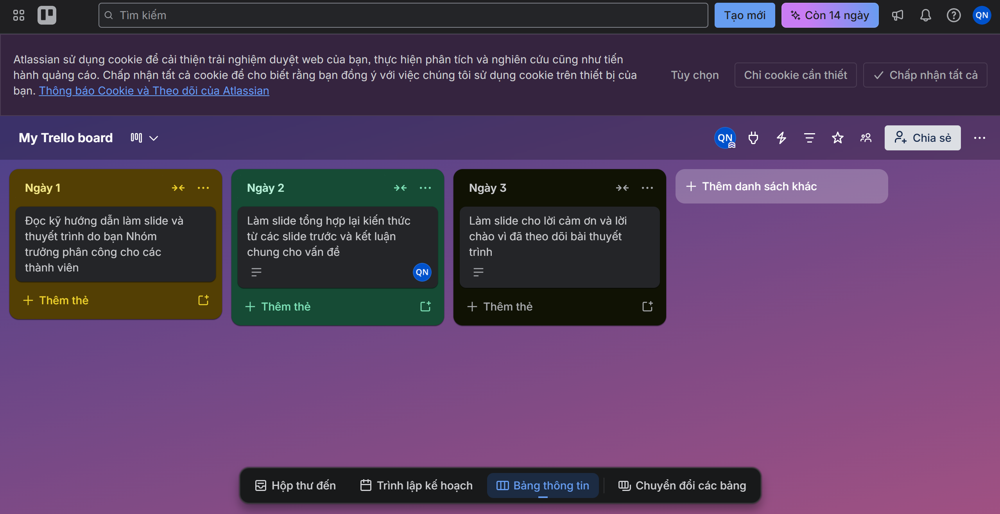 Tìm kiếm
Tạo mới
Còn 14 ngày
QN
Atlassian sử dụng cookie để cải thiện trải nghiệm duyệt web của bạn, thực hiện phân tích và nghiên cứu cũng như tiến
hành quảng cáo. Chấp nhận tất cả cookie để cho biết rằng bạn đồng ý với việc chúng tôi sử dụng cookie trên thiết bị của
bạn. Thông báo Cookie và Theo dõi của Atlassian
Tùy chọn
Chỉ cookie cần thiết
Chấp nhận tất cả
My Trello board
QN
Chia sẻ
Ngày 1
Đọc kỹ hướng dẫn làm slide và
thuyết trình do bạn Nhóm
trưởng phân công cho các
thành viên
Thêm thẻ
Ngày 2
Làm slide tổng hợp lại kiến thức
từ các slide trước và kết luận
chung cho vấn đề
QN
Thêm thẻ
Ngày 3
Làm slide cho lời cảm ơn và lời
chào vì đã theo dõi bài thuyết
trình
Thêm thẻ
Thêm danh sách khác
Hộp thư đến
Trình lập kế hoạch
Bảng thông tin
Chuyển đổi các bảng